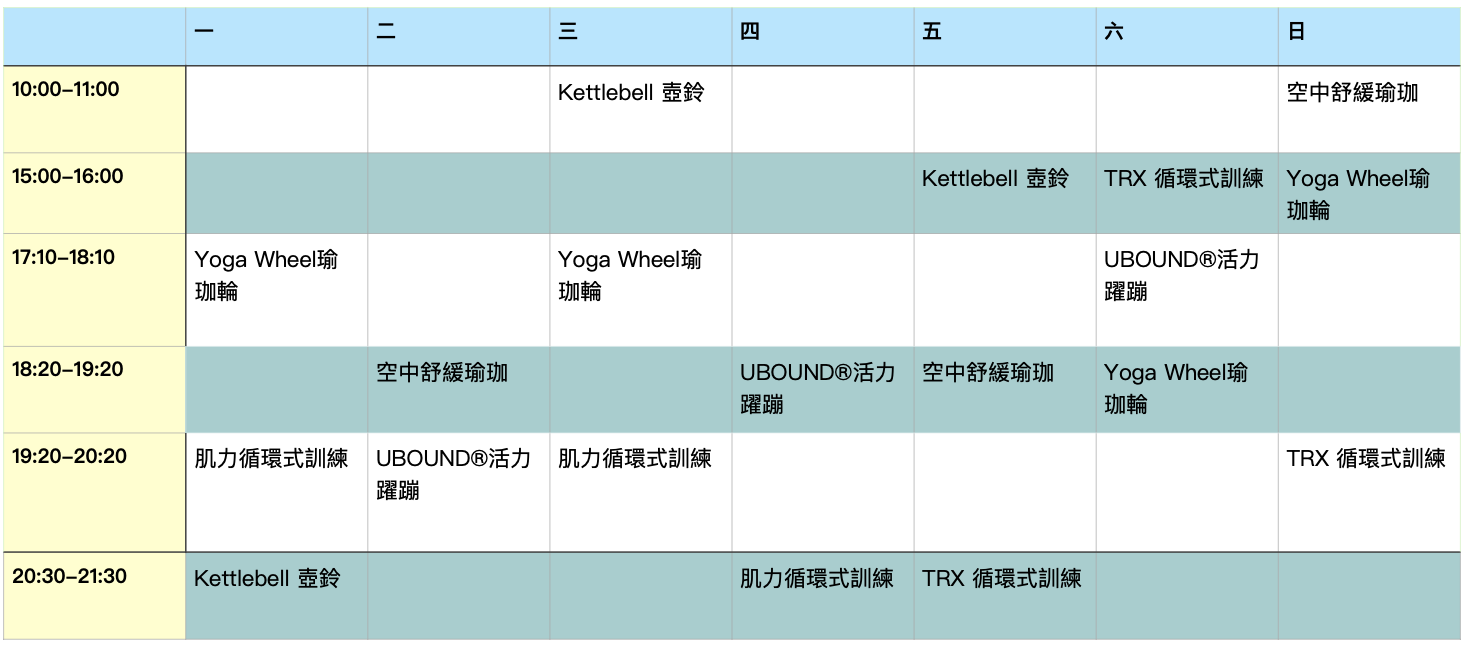 一 二 三 四 五 六 日
10:00–11:00 Kettlebell 壺鈴 空中舒緩瑜珈
15:00–16:00 Kettlebell 壺鈴 TRX 循環式訓練 Yoga Wheel瑜
珈輪
17:10–18:10 Yoga Wheel瑜 Yoga Wheel瑜 UBOUND®活力
珈輪 珈輪 躍蹦
18:20–19:20 空中舒緩瑜珈 UBOUND®活力 空中舒緩瑜珈 Yoga Wheel瑜
躍蹦 珈輪
19:20–20:20 肌力循環式訓練 UBOUND®活力 肌力循環式訓練 TRX 循環式訓練
躍蹦
20:30–21:30 Kettlebell 壺鈴 肌力循環式訓練 TRX 循環式訓練